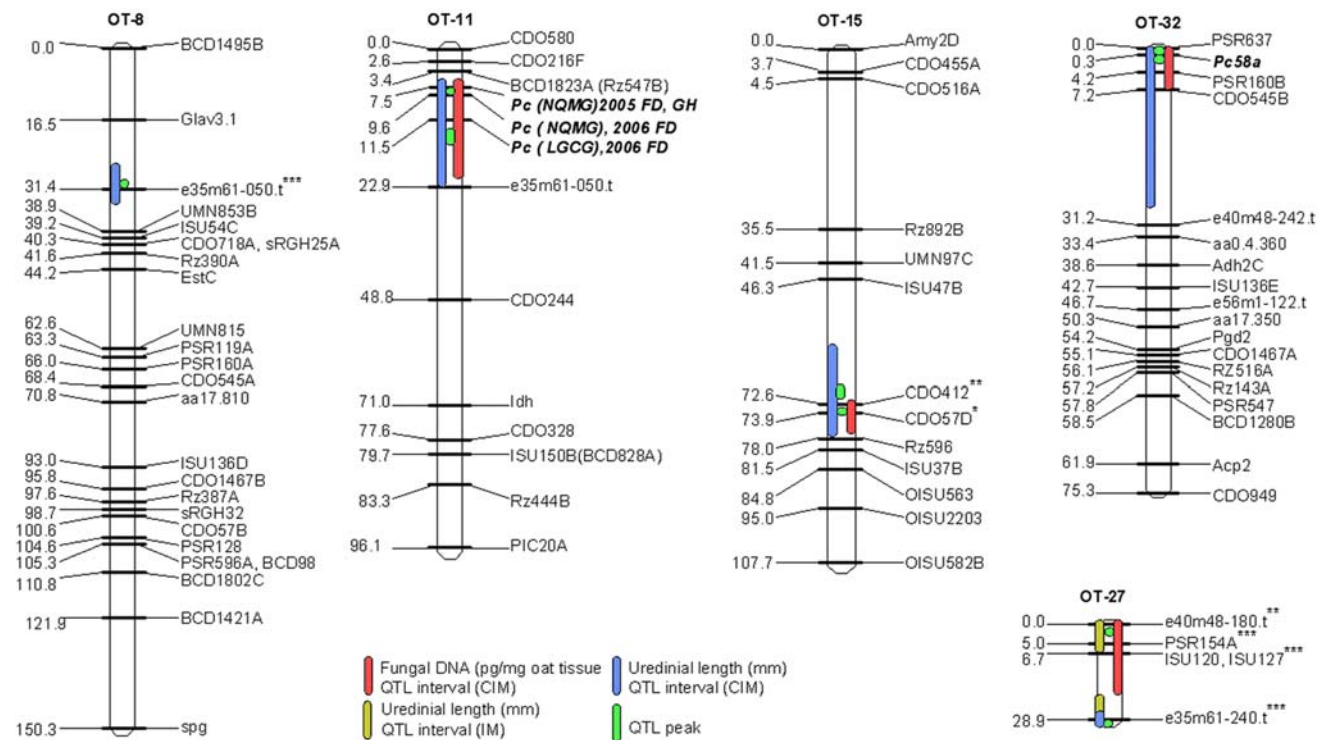 OT-8
0.0 BCD1495B
16.5 Glav3.1
31.4 e35m61-050.t***
38.9 UMN853B
39.2 ISU54C
40.3 CDO718A, sRGH25A
41.6 Rz390A
44.2 EstC
62.6 UMN815
63.3 PSR119A
66.0 PSR160A
68.4 CDO545A
70.8 aa17.810
93.0 ISU136D
95.8 CDO1467B
97.6 Rz387A
98.7 sRGH32
100.6 CDO57B
104.6 PSR128
105.3 PSR596A, BCD98
110.8 BCD1802C
121.9 BCD1421A
150.3 spg
OT-11
0.0 CDO580
2.6 CDO216F
3.4 BCD1823A (Rz547B)
7.5 Pc (NQMG)2005 FD, GH
9.6 Pc ( NQMG), 2006 FD
11.5 Pc ( LGCG),2006 FD
22.9 e35m61-050.t
48.8 CDO244
71.0 Idh
77.6 CDO328
79.7 ISU150B(BCD828A)
83.3 Rz444B
96.1 PIC20A
OT-15
0.0 Amy2D
3.7 CDO455A
4.5 CDO516A
35.5 Rz892B
41.5 UMN97C
46.3 ISU47B
72.6 CDO412**
73.9 CDO57D*
78.0 Rz596
81.5 ISU37B
84.8 OISU563
95.0 OISU2203
107.7 OISU582B
OT-32
0.0 PSR637
0.3 Pc58a
4.2 PSR160B
7.2 CDO545B
31.2 e40m48-242.t
33.4 aa0.4.360
38.6 Adh2C
42.7 ISU136E
46.7 e56m1-122.t
50.3 aa17.350
54.2 Pgd2
55.1 CDO1467A
56.1 RZ516A
57.2 Rz143A
57.8 PSR547
58.5 BCD1280B
61.9 Acp2
75.3 CDO949
OT-27
0.0 e40m48-180.t**
5.0 PSR154A***
6.7 ISU120, ISU127***
28.9 e35m61-240.t***
Fungal DNA (pg/mg oat tissue
QTL interval (CIM)
Uredinial length (mm)
QTL interval (IM)
Uredinial length (mm)
QTL interval (CIM)
QTL peak